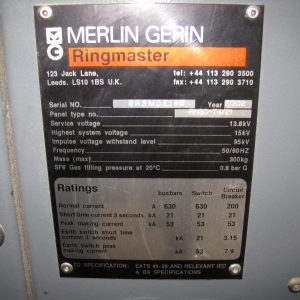 MERLIN GERIN
Ringmaster
123 Jack Lane, tel: +44 113 290 3500
Leeds. LS10 1BS U.K. fax: +44 113 290 3710
SERIAL NO. Year 2002
Panel type no.
Service voltage 13.8kV
Highest system voltage 15kV
Impulse voltage withstand level 95kV
Frequency 50/60HZ
Mass (max) 300kg
SF6 Gas filling pressure at 20°C 0.8 bar G
Ratings busbars Switch Circuit Breaker
Normal current A 630 630 200
Short time current 3 seconds kA 21 21 21
Peak making current kA 53 53 53
Earth switch short time current 3 seconds kA 21 3.15
Earth switch peak making current kA 53 7.9
TO SPECIFICATION: EATS 41-26 AND RELEVANT IEC
& BS SPECIFICATIONS